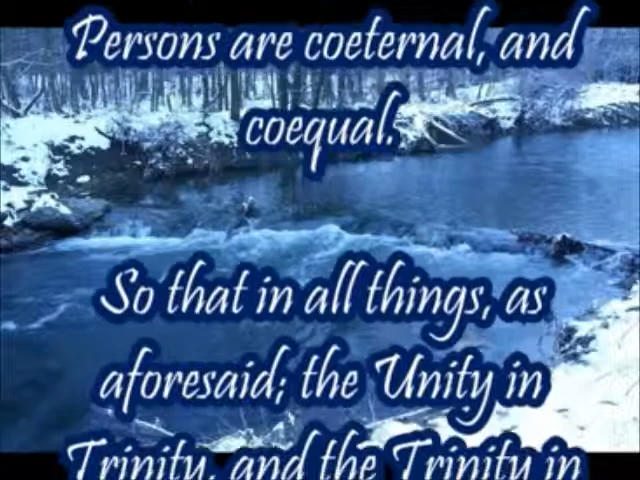 Persons are coeternal, and
coequal.
So that in all things, as
aforesaid; the Unity in
Trinity, and the Trinity in